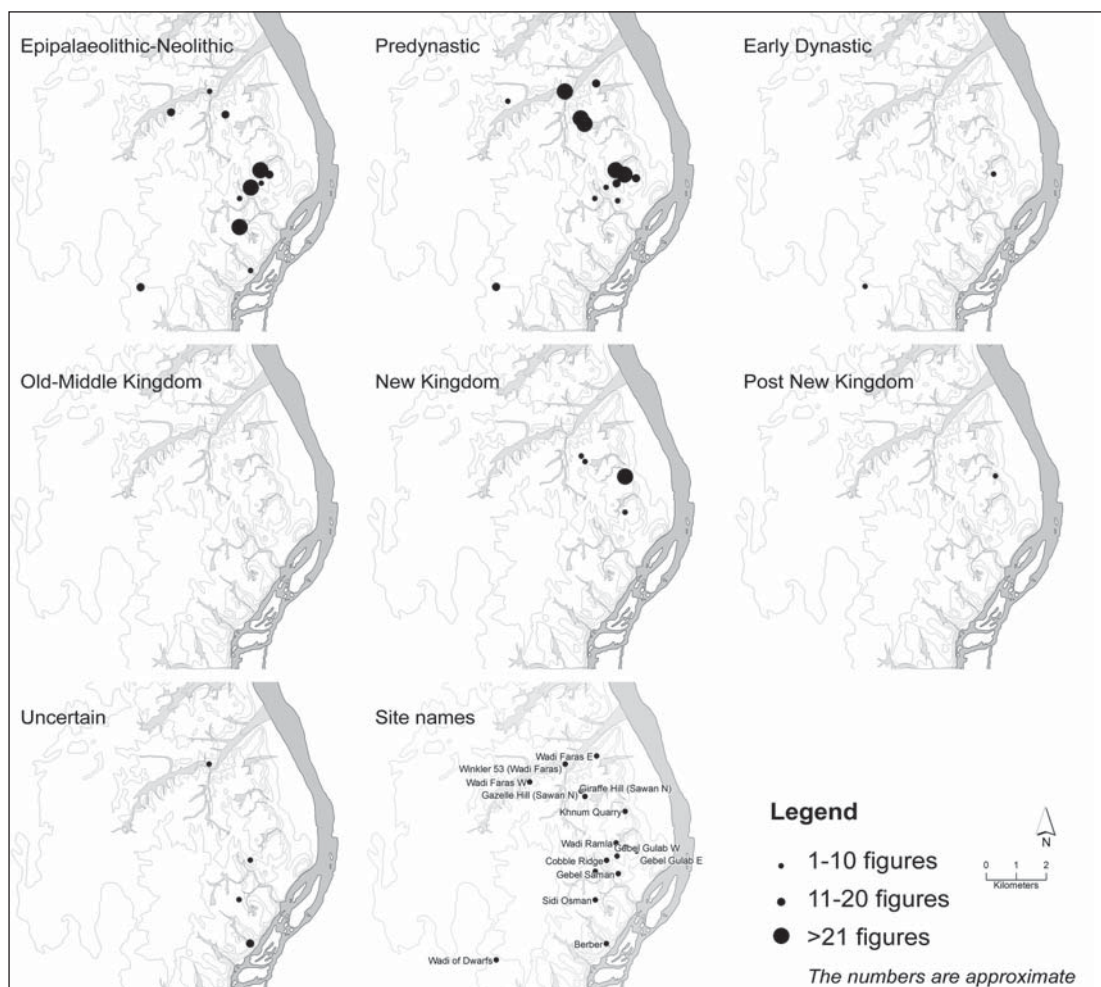 Epipalaeolithic-Neolithic
Predynastic
Early Dynastic
Old-Middle Kingdom
New Kingdom
Post New Kingdom
Uncertain
Site names
Wadi Faras E
Winkler 53 (Wadi Faras)
Wadi Faras W
Giraffe Hill (Sawan N)
Gazelle Hill (Sawan N)
Khnum Quarry
Wadi Ramla
Gebel Gulab W
Cobble Ridge
Gebel Gulab E
Gebel Saman
Sidi Osman
Berber
Wadi of Dwarfs
Legend
1-10 figures
11-20 figures
>21 figures
The numbers are approximate
N
0 1 2
Kilometers